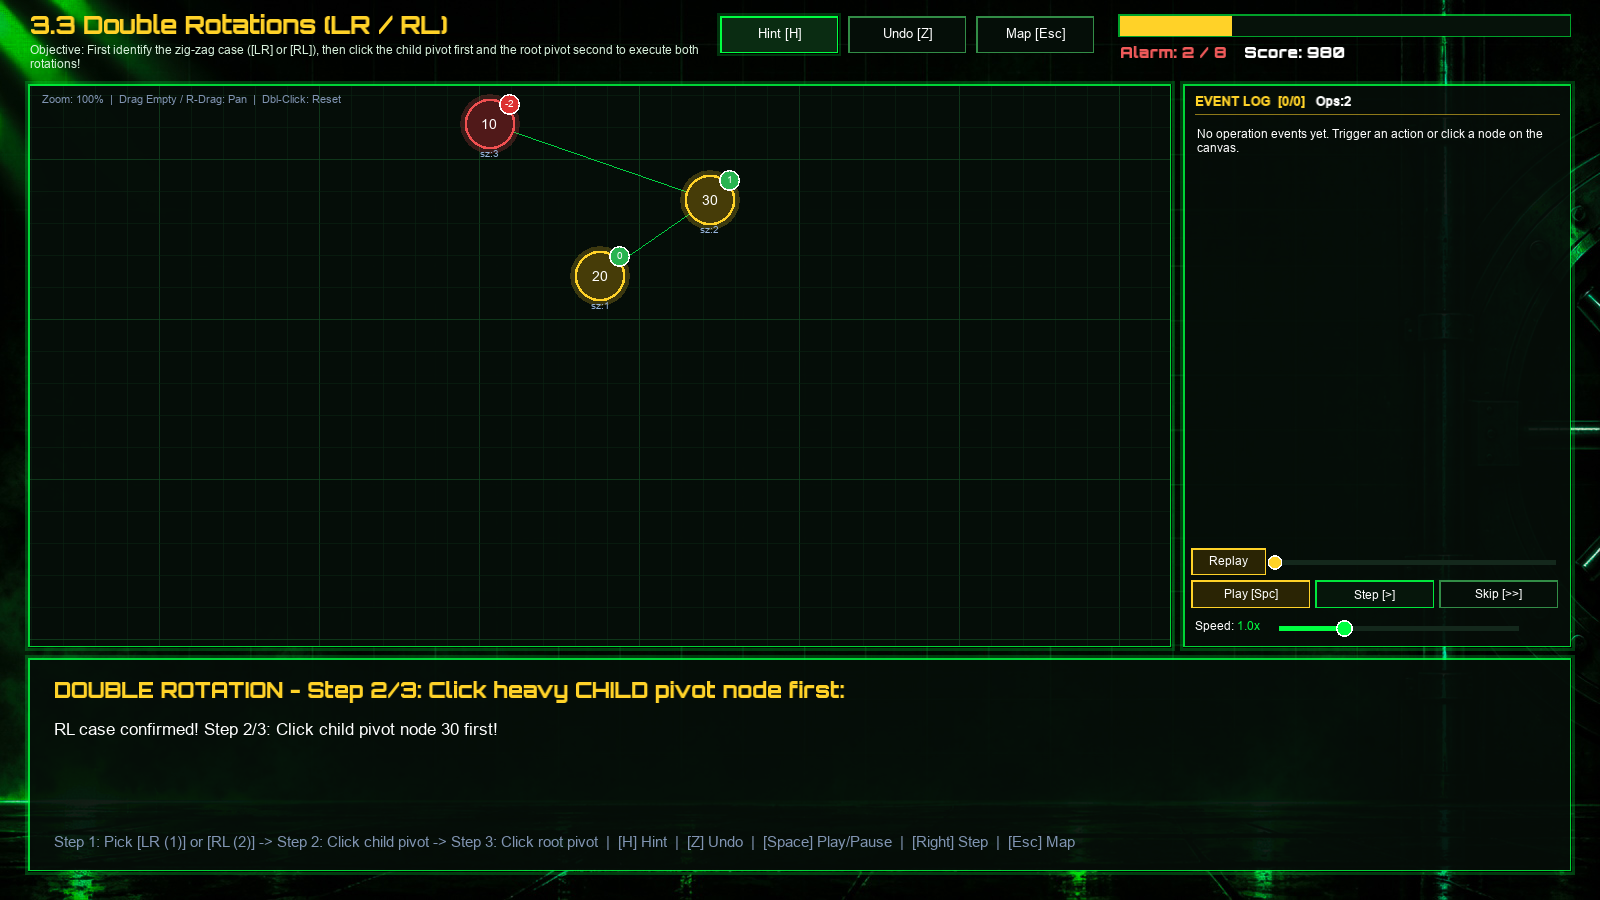 3.3 Double Rotations (LR / RL)
Objective: First identify the zig-zag case ([LR] or [RL]), then click the child pivot first and the root pivot second to execute both
rotations!
Hint [H]
Undo [Z]
Map [Esc]
Alarm: 2 / 8 Score: 980
Zoom: 100% | Drag Empty / R-Drag: Pan | Dbl-Click: Reset
-2
10
sz:3
1
30
sz:2
0
20
sz:1
EVENT LOG [0/0] Ops:2
No operation events yet. Trigger an action or click a node on the
canvas.
Replay
Play [Spc]
Step [>]
Skip [>>]
Speed: 1.0x
DOUBLE ROTATION - Step 2/3: Click heavy CHILD pivot node first:
RL case confirmed! Step 2/3: Click child pivot node 30 first!
Step 1: Pick [LR (1)] or [RL (2)] -> Step 2: Click child pivot -> Step 3: Click root pivot | [H] Hint | [Z] Undo | [Space] Play/Pause | [Right] Step | [Esc] Map